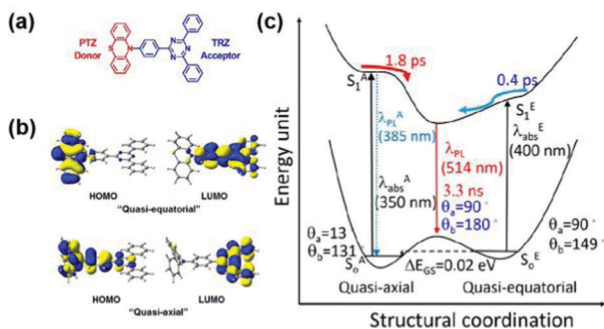 (a)
PTZ
Donor
S
N
N
N
N
TRZ
Acceptor
(b)
HOMO
LUMO
"Quasi-equatorial"
HOMO
LUMO
"Quasi-axial"
(c)
Energy unit
1.8 ps
0.4 ps
S₁ᴬ
S₁ᴱ
λPLᴬ
(385 nm)
λabsᴬ
(350 nm)
λPL
(514 nm)
3.3 ns
θa=90°
θb=180°
λabsᴱ
(400 nm)
θa=13
θb=131°
S₀ᴬ
ΔEGS=0.02 eV
S₀ᴱ
θa=90°
θb=149°
Quasi-axial
Quasi-equatorial
Structural coordination